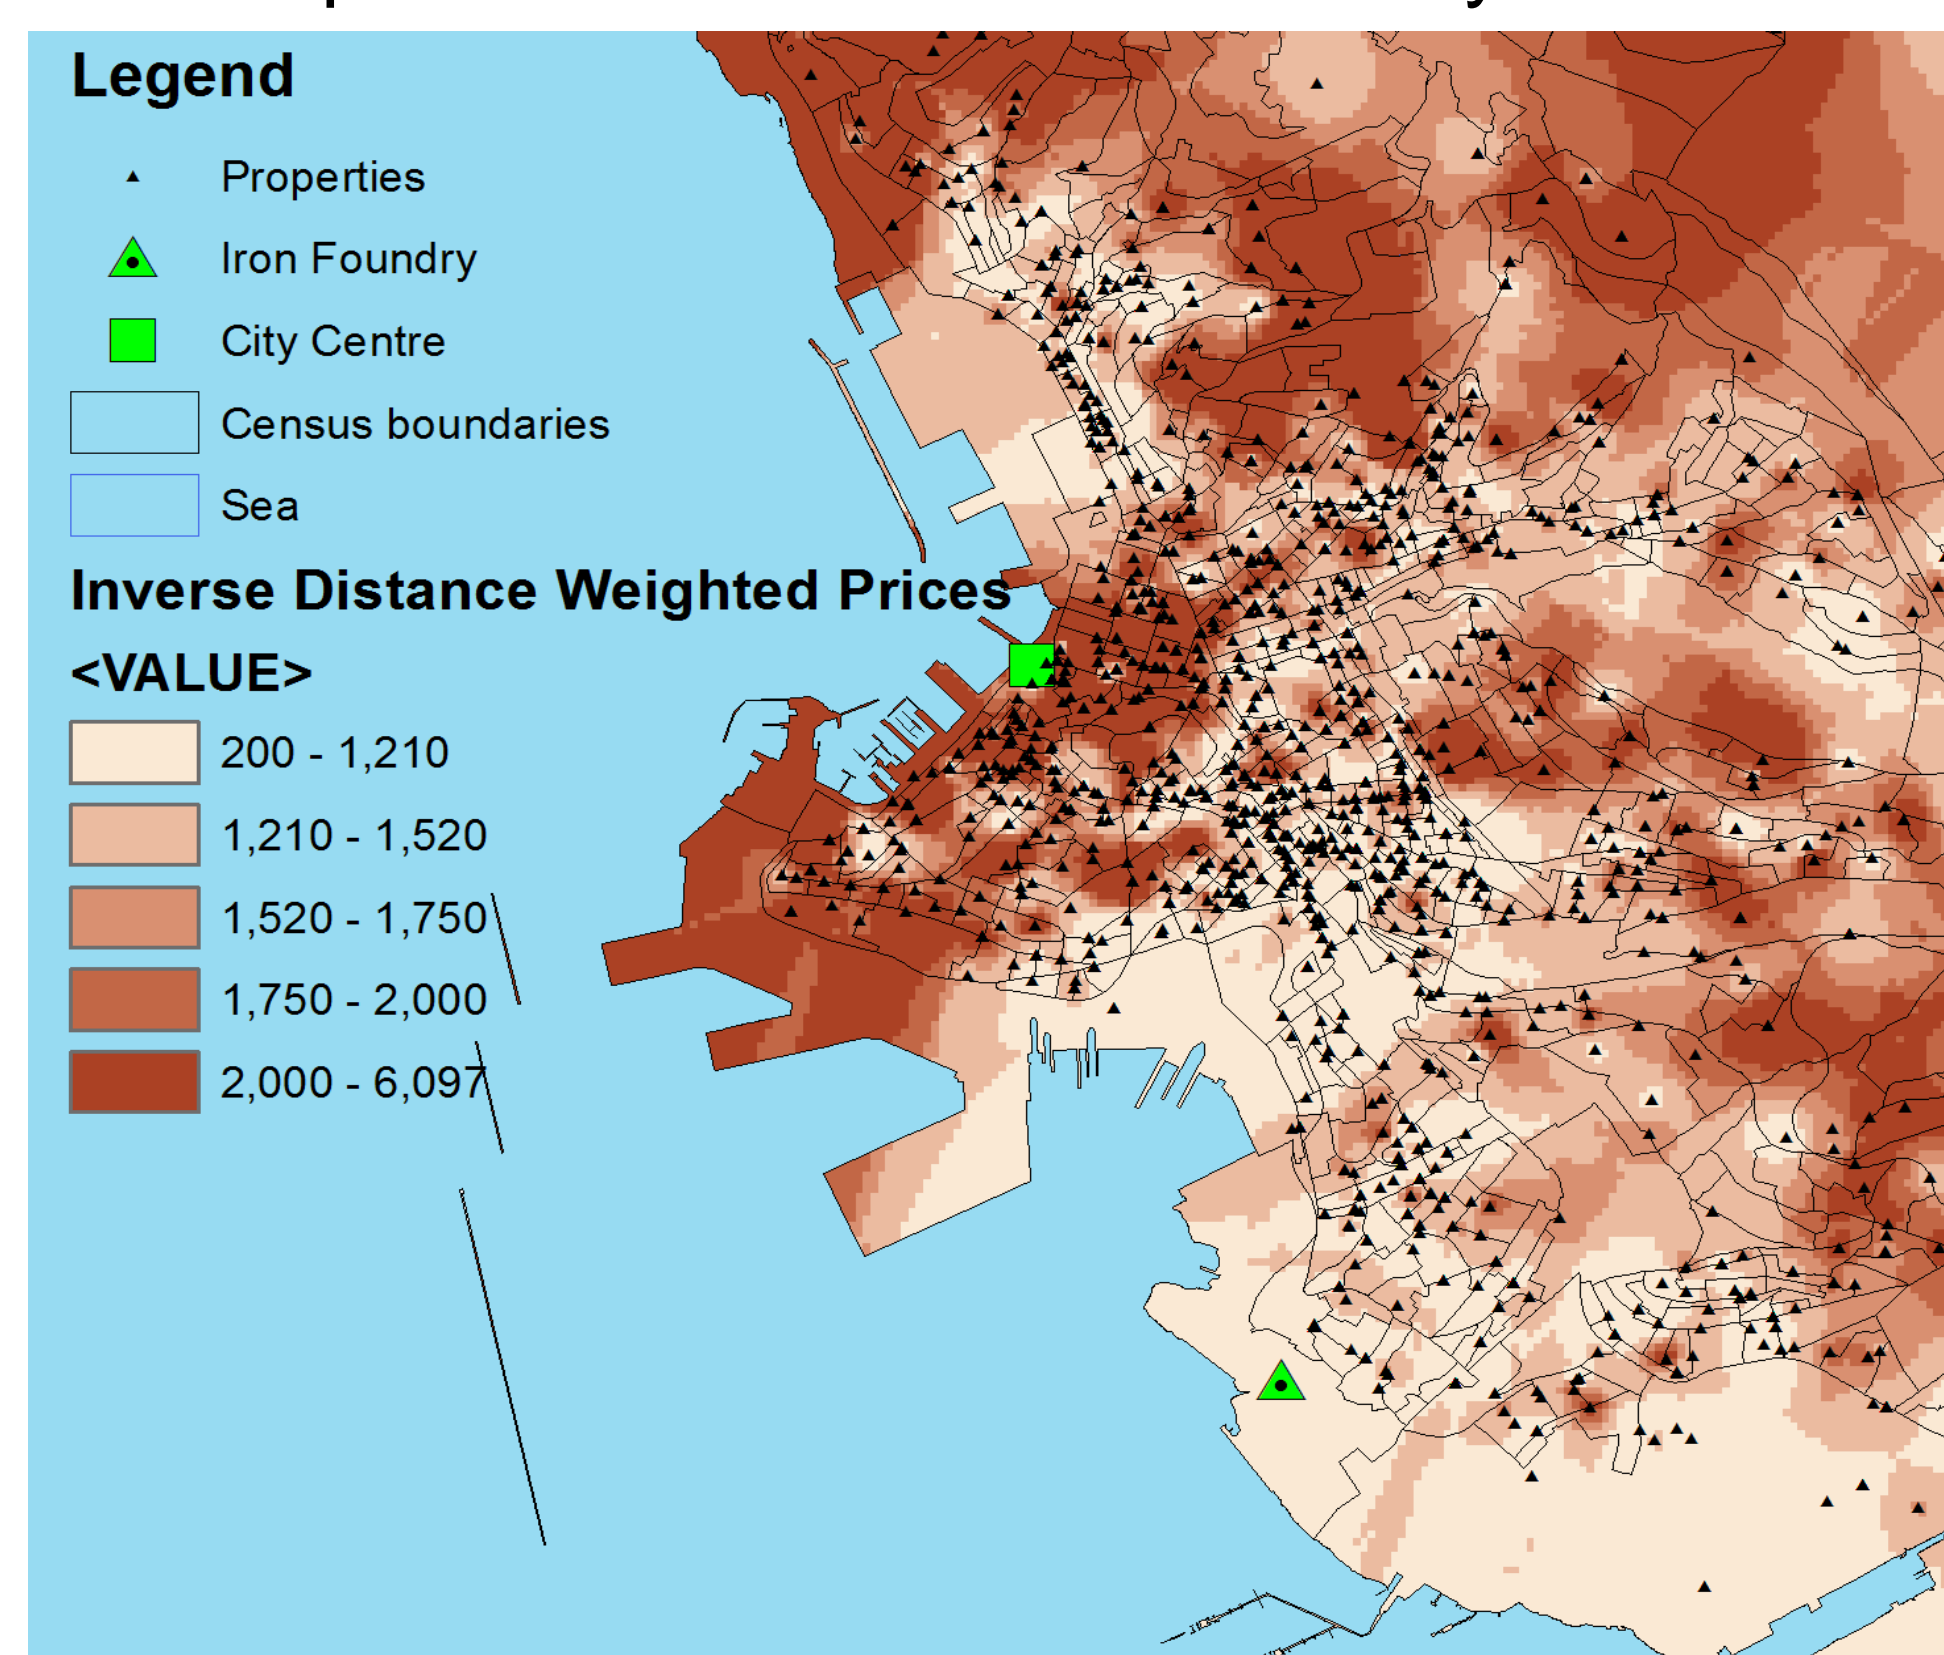 Legend
Properties
Iron Foundry
City Centre
Census boundaries
Sea
Inverse Distance Weighted Prices
<VALUE>
200 - 1,210
1,210 - 1,520
1,520 - 1,750
1,750 - 2,000
2,000 - 6,097